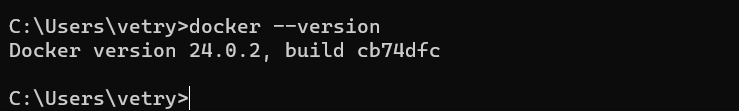 C:\Users\vetry>docker --version
Docker version 24.0.2, build cb74dfc
C:\Users\vetry>